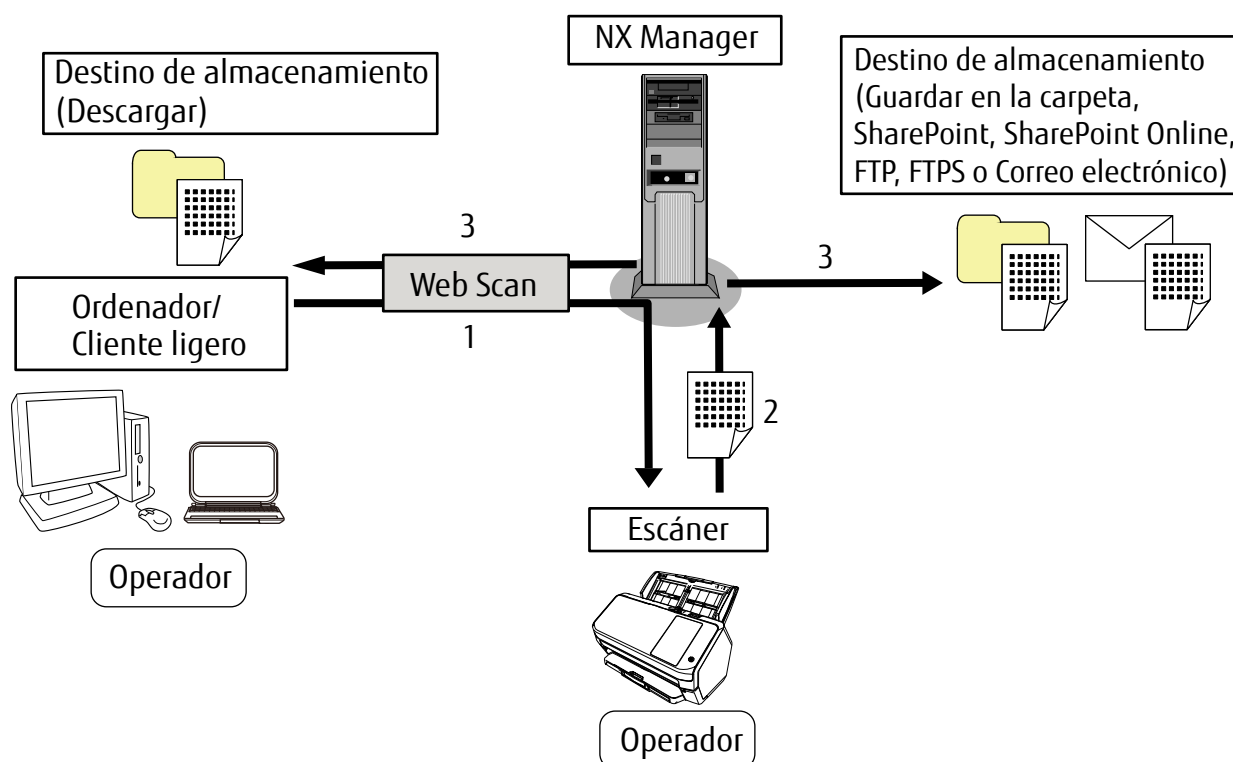 NX Manager
Destino de almacenamiento
(Descargar)
Destino de almacenamiento
(Guardar en la carpeta,
SharePoint, SharePoint Online,
FTP, FTPS o Correo electrónico)
3
3
Web Scan
1
Ordenador/
Cliente ligero
2
Escáner
Operador
Operador